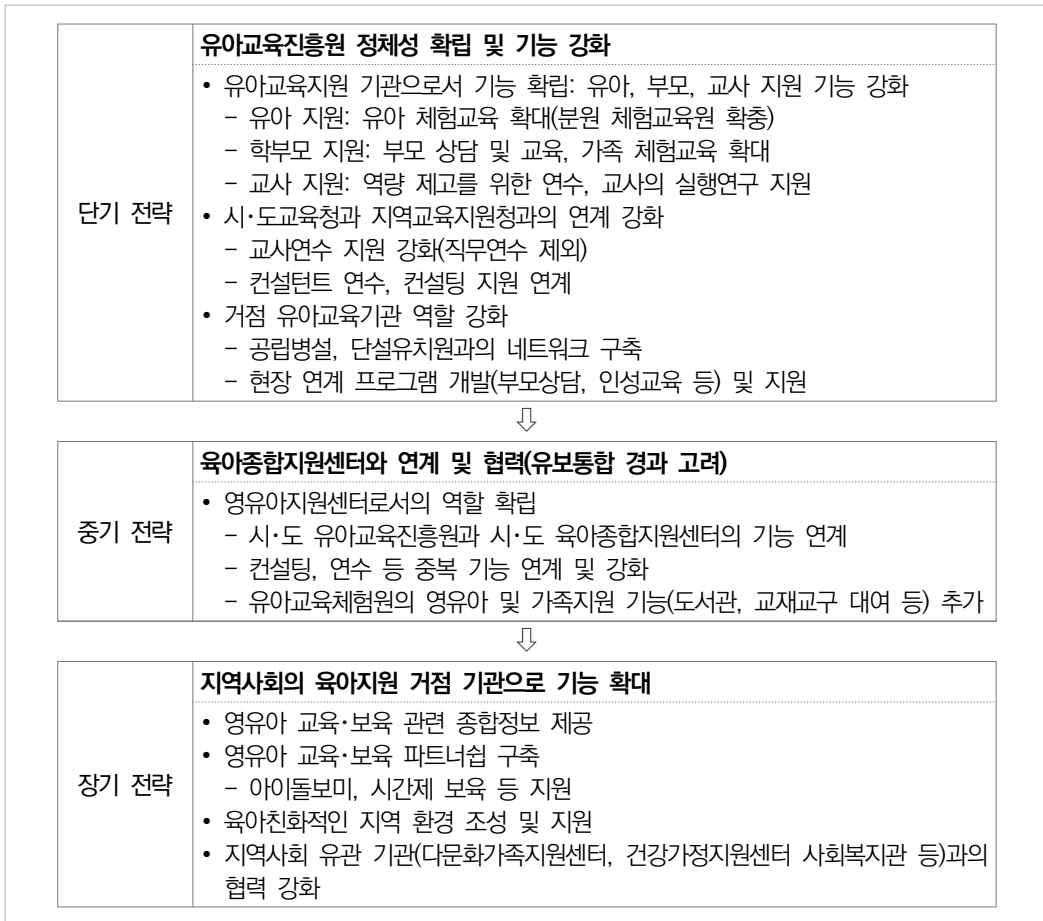 단기 전략
유아교육진흥원 정체성 확립 및 기능 강화
• 유아교육지원 기관으로서 기능 확립: 유아, 부모, 교사 지원 기능 강화
- 유아 지원: 유아 체험교육 확대(분원 체험교육원 확충)
- 학부모 지원: 부모 상담 및 교육, 가족 체험교육 확대
- 교사 지원: 역량 제고를 위한 연수, 교사의 실행연구 지원
• 시·도교육청과 지역교육지원청과의 연계 강화
- 교사연수 지원 강화(직무연수 제외)
- 컨설턴트 연수, 컨설팅 지원 연계
• 거점 유아교육기관 역할 강화
- 공립병설, 단설유치원과의 네트워크 구축
- 현장 연계 프로그램 개발(부모상담, 인성교육 등) 및 지원
⇩
중기 전략
육아종합지원센터와 연계 및 협력(유보통합 경과 고려)
• 영유아지원센터로서의 역할 확립
- 시·도 유아교육진흥원과 시·도 육아종합지원센터의 기능 연계
- 컨설팅, 연수 등 중복 기능 연계 및 강화
- 유아교육체험원의 영유아 및 가족지원 기능(도서관, 교재교구 대여 등) 추가
⇩
장기 전략
지역사회의 육아지원 거점 기관으로 기능 확대
• 영유아 교육·보육 관련 종합정보 제공
• 영유아 교육·보육 파트너쉽 구축
- 아이돌보미, 시간제 보육 등 지원
• 육아친화적인 지역 환경 조성 및 지원
• 지역사회 유관 기관(다문화가족지원센터, 건강가정지원센터 사회복지관 등)과의
협력 강화